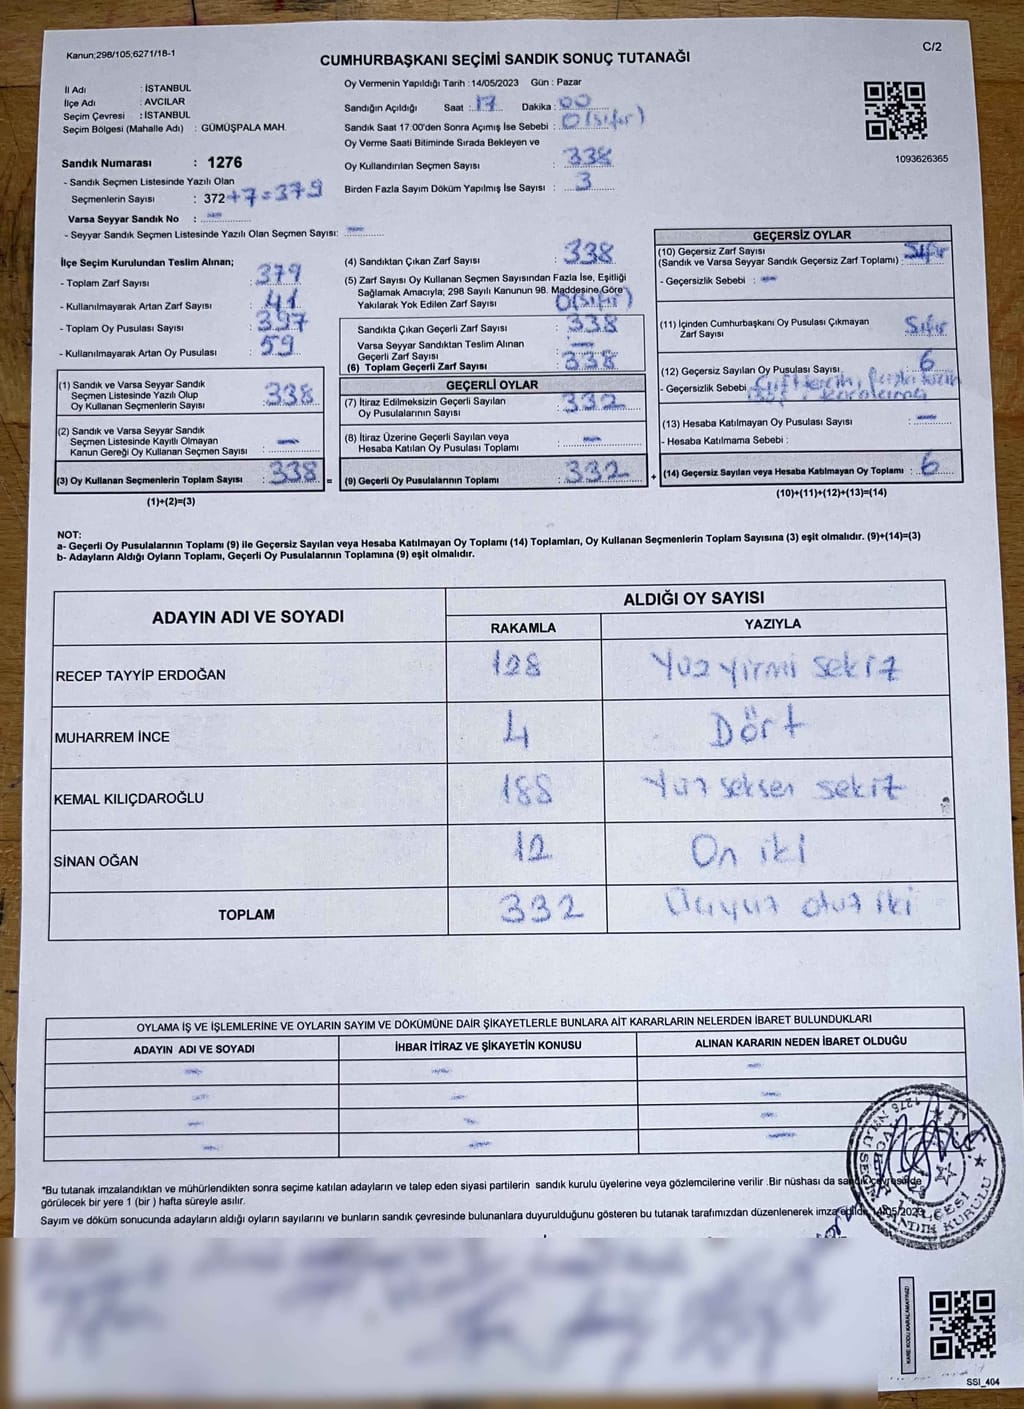 Kanun;298/105;6271/18-1
C/2
CUMHURBAŞKANI SEÇİMİ SANDIK SONUÇ TUTANAĞI
İl Adı : İSTANBUL
İlçe Adı : AVCILAR
Seçim Çevresi : İSTANBUL
Seçim Bölgesi (Mahalle Adı) : GÜMÜŞPALA MAH.
Sandık Numarası : 1276
- Sandık Seçmen Listesinde Yazılı Olan
Seçmenlerin Sayısı : 372 +7=379
Varsa Seyyar Sandık No : —
- Seyyar Sandık Seçmen Listesinde Yazılı Olan Seçmen Sayısı: —
Oy Vermenin Yapıldığı Tarih :14/05/2023 Gün : Pazar
Sandığın Açıldığı Saat : 17 Dakika : 00
Sandık Saat 17:00'den Sonra Açımış İse Sebebi : 0 (sıfır)
Oy Verme Saati Bitiminde Sırada Bekleyen ve
Oy Kullandırılan Seçmen Sayısı : 338
Birden Fazla Sayım Döküm Yapılmış İse Sayısı : 3
1093626365
İlçe Seçim Kurulundan Teslim Alınan;
- Toplam Zarf Sayısı : 379
- Kullanılmayarak Artan Zarf Sayısı : 41
- Toplam Oy Pusulası Sayısı : 397
- Kullanılmayarak Artan Oy Pusulası : 59
(1) Sandık ve Varsa Seyyar Sandık
Seçmen Listesinde Yazılı Olup
Oy Kullanan Seçmenlerin Sayısı : 338
(2) Sandık ve Varsa Seyyar Sandık
Seçmen Listesinde Kayıtlı Olmayan
Kanun Gereği Oy Kullanan Seçmen Sayısı : —
(3) Oy Kullanan Seçmenlerin Toplam Sayısı : 338 =
(1)+(2)=(3)
(4) Sandıktan Çıkan Zarf Sayısı : 338
(5) Zarf Sayısı Oy Kullanan Seçmen Sayısından Fazla İse, Eşitliği
Sağlamak Amacıyla; 298 Sayılı Kanunun 98. Maddesine Göre
Yakılarak Yok Edilen Zarf Sayısı : 0 (sıfır)
Sandıkta Çıkan Geçerli Zarf Sayısı : 338
Varsa Seyyar Sandıktan Teslim Alınan
Geçerli Zarf Sayısı : —
(6) Toplam Geçerli Zarf Sayısı : 338
GEÇERLİ OYLAR
(7) İtiraz Edilmeksizin Geçerli Sayılan
Oy Pusulalarının Sayısı : 332
(8) İtiraz Üzerine Geçerli Sayılan veya
Hesaba Katılan Oy Pusulası Toplamı : —
(9) Geçerli Oy Pusulalarının Toplamı : 332 +
GEÇERSİZ OYLAR
(10) Geçersiz Zarf Sayısı
(Sandık ve Varsa Seyyar Sandık Geçersiz Zarf Toplamı) : Sıfır
- Geçersizlik Sebebi : —
(11) İçinden Cumhurbaşkanı Oy Pusulası Çıkmayan
Zarf Sayısı : Sıfır
(12) Geçersiz Sayılan Oy Pusulası Sayısı : 6
- Geçersizlik Sebebi : Çift tercih,
(13) Hesaba Katılmayan Oy Pusulası Sayısı : —
- Hesaba Katılmama Sebebi :
(14) Geçersiz Sayılan veya Hesaba Katılmayan Oy Toplamı : 6
(10)+(11)+(12)+(13)=(14)
NOT:
a- Geçerli Oy Pusulalarının Toplamı (9) ile Geçersiz Sayılan veya Hesaba Katılmayan Oy Toplamı (14) Toplamları, Oy Kullanan Seçmenlerin Toplam Sayısına (3) eşit olmalıdır. (9)+(14)=(3)
b- Adayların Aldığı Oyların Toplamı, Geçerli Oy Pusulalarının Toplamına (9) eşit olmalıdır.
ADAYIN ADI VE SOYADI
ALDIĞI OY SAYISI
RAKAMLA YAZIYLA
RECEP TAYYİP ERDOĞAN 128 Yüz yirmi sekiz
MUHARREM İNCE 4 Dört
KEMAL KILIÇDAROĞLU 188 Yüz seksen sekiz
SİNAN OĞAN 12 On iki
TOPLAM 332 Üçyüz otuz iki
OYLAMA İŞ VE İŞLEMLERİNE VE OYLARIN SAYIM VE DÖKÜMÜNE DAİR ŞİKAYETLERLE BUNLARA AİT KARARLARIN NELERDEN İBARET BULUNDUKLARI
ADAYIN ADI VE SOYADI İHBAR İTİRAZ VE ŞİKAYETİN KONUSU ALINAN KARARIN NEDEN İBARET OLDUĞU
— — —
— — —
— — —
— — —
*Bu tutanak imzalandıktan ve mühürlendikten sonra seçime katılan adayların ve talep eden siyasi partilerin sandık kurulu üyelerine veya gözlemcilerine verilir .Bir nüshası da sandık çevresinde
görülecek bir yere 1 (bir ) hafta süreyle asılır.
Sayım ve döküm sonucunda adayların aldığı oyların sayılarını ve bunların sandık çevresinde bulunanlara duyurulduğunu gösteren bu tutanak tarafımızdan düzenlenerek imza edildi. 14/05/2023
T.C. AVCILAR İLÇESİ 1276 NOLU SEÇİM SANDIK KURULU
KARE KODU KARALAMAYINIZ!
SSI_404